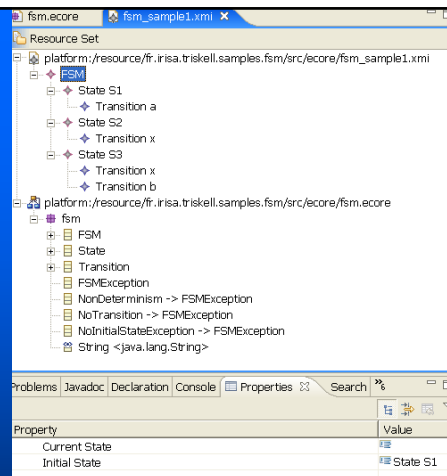 fsm.ecore fsm_sample1.xmi
Resource Set
platform:/resource/fr.irisa.triskell.samples.fsm/src/ecore/fsm_sample1.xmi
FSM
State S1
Transition a
State S2
Transition x
State S3
Transition x
Transition b
platform:/resource/fr.irisa.triskell.samples.fsm/src/ecore/fsm.ecore
fsm
FSM
State
Transition
FSMException
NonDeterminism -> FSMException
NoTransition -> FSMException
NoInitialStateException -> FSMException
String <java.lang.String>
Problems Javadoc Declaration Console Properties Search »6
Property Value
Current State
Initial State State S1